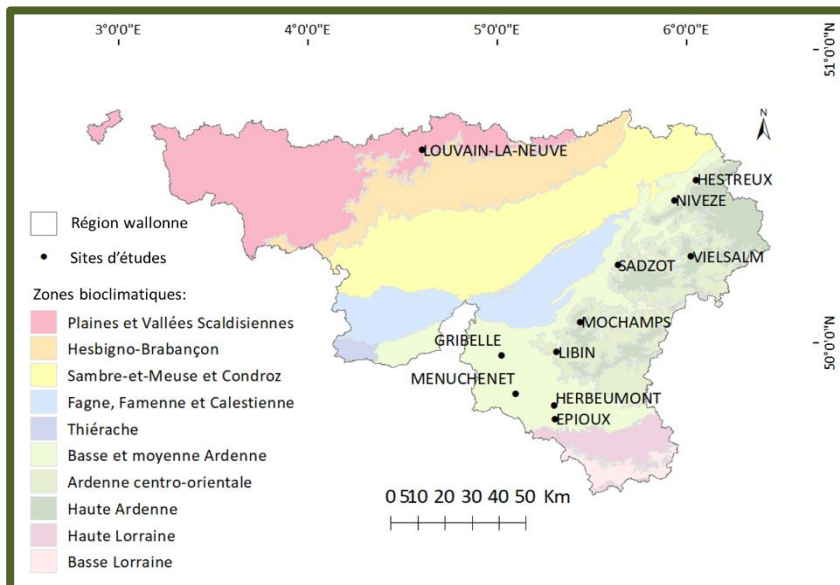 3°0'0"E 4°0'0"E 5°0'0"E 6°0'0"E
51°0'0"N
N
LOUVAIN-LA-NEUVE
HESTREUX
NIVEZE
VIELSALM
SADZOT
MOCHAMPS
GRIBELLE
LIBIN
50°0'0"N
MENUCHENET
HERBEUMONT
EPIOUX
Région wallonne
Sites d'études
Zones bioclimatiques:
Plaines et Vallées Scaldisiennes
Hesbigno-Brabançon
Sambre-et-Meuse et Condroz
Fagne, Famenne et Calestienne
Thiérache
Basse et moyenne Ardenne
Ardenne centro-orientale
Haute Ardenne
Haute Lorraine
Basse Lorraine
0 5 10 20 30 40 50 Km